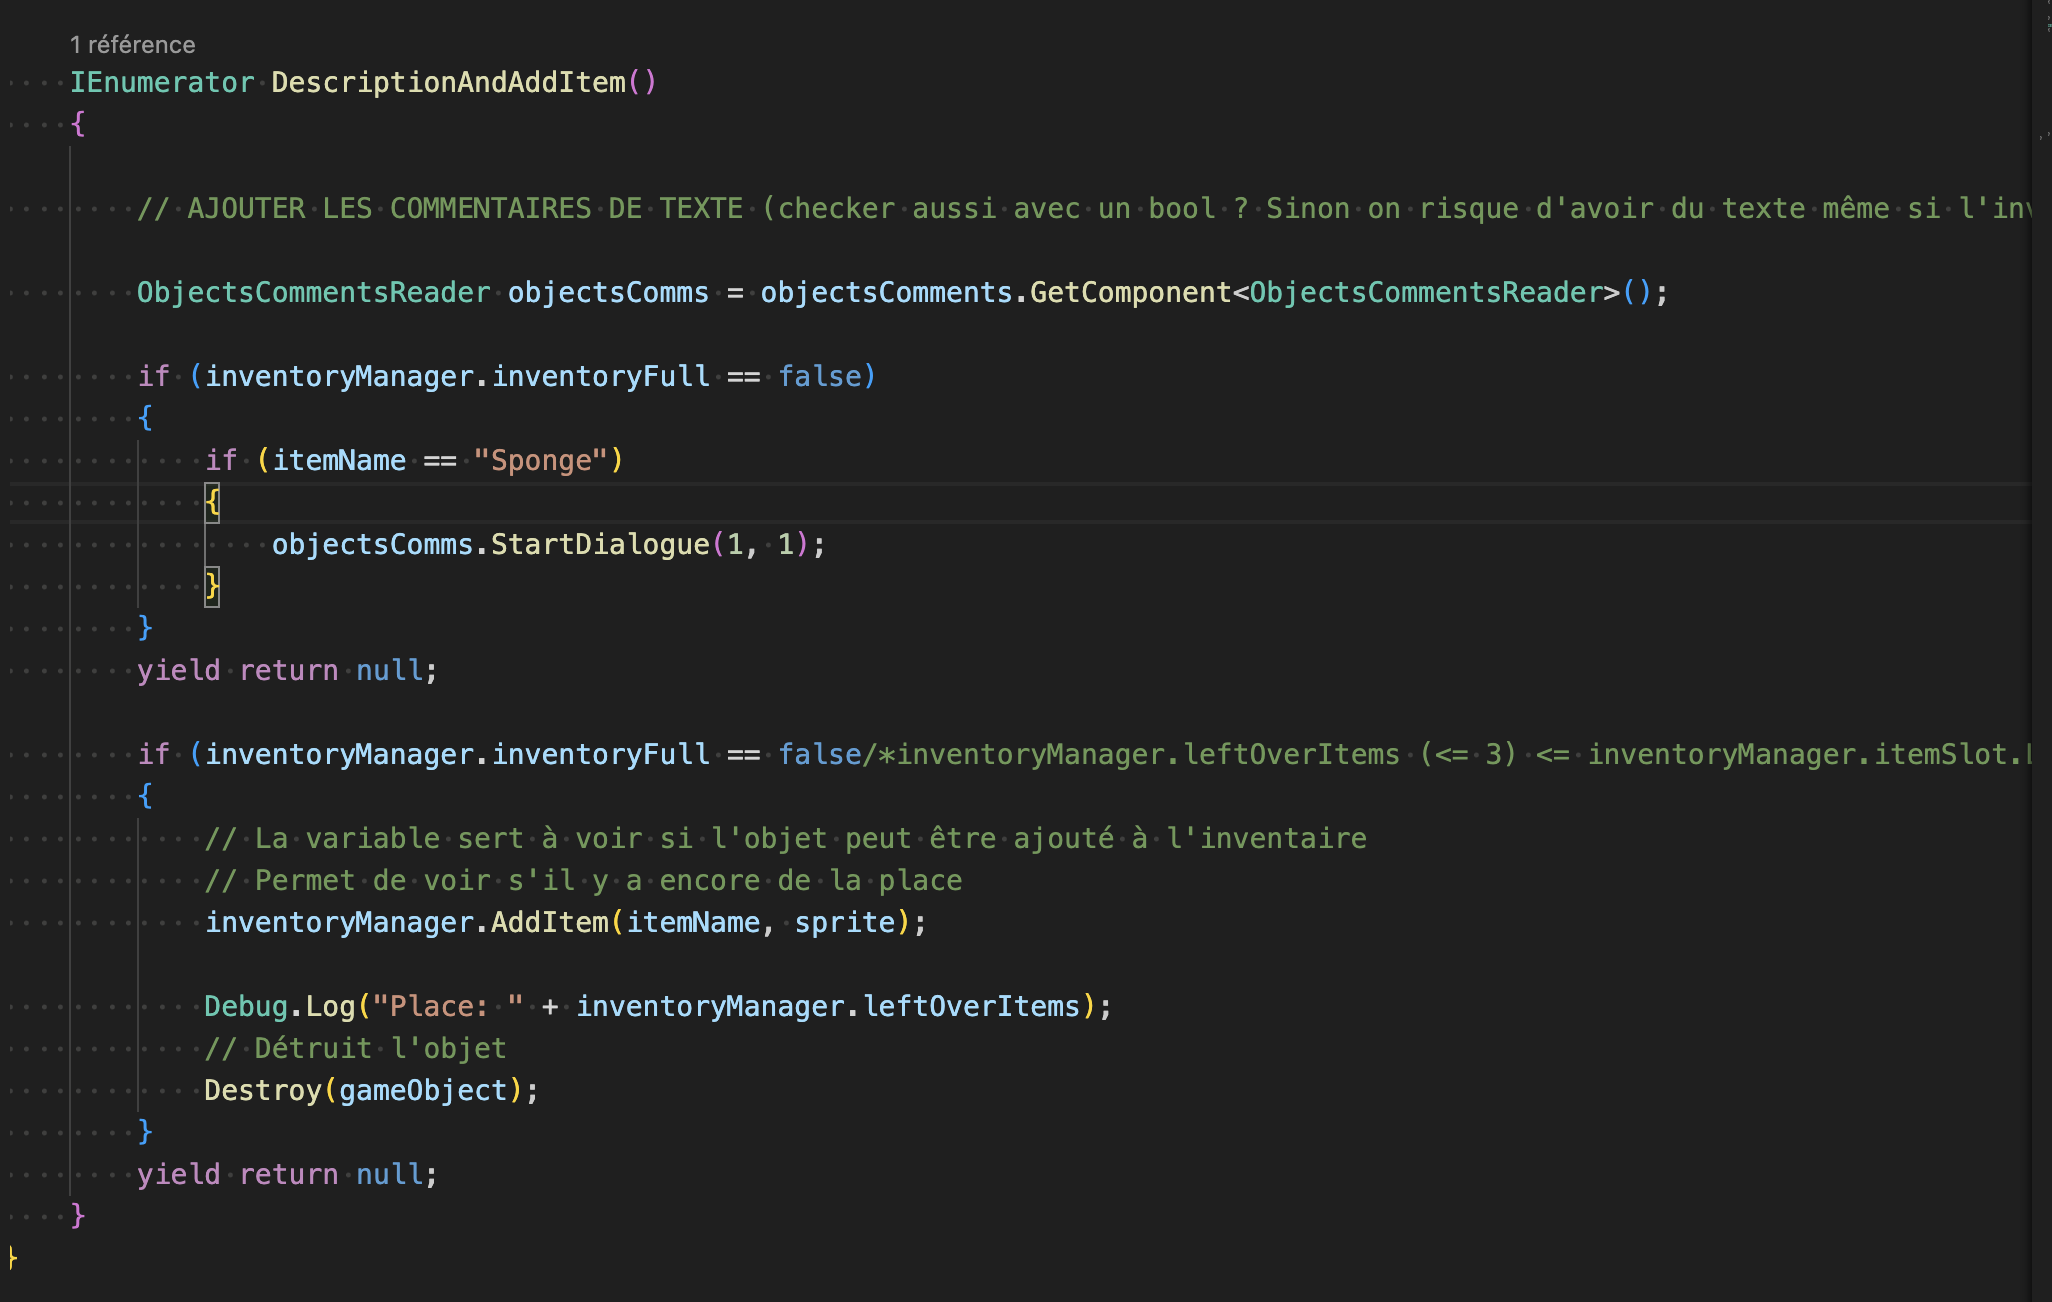 1 référence
IEnumerator DescriptionAndAddItem()
{
// AJOUTER LES COMMENTAIRES DE TEXTE (checker aussi avec un bool ? Sinon on risque d'avoir du texte même si l'inv
ObjectsCommentsReader objectsComms = objectsComments.GetComponent<ObjectsCommentsReader>();
if (inventoryManager.inventoryFull == false)
{
if (itemName == "Sponge")
{
objectsComms.StartDialogue(1, 1);
}
}
yield return null;
if (inventoryManager.inventoryFull == false/*inventoryManager.leftOverItems (<= 3) <= inventoryManager.itemSlot.L
{
// La variable sert à voir si l'objet peut être ajouté à l'inventaire
// Permet de voir s'il y a encore de la place
inventoryManager.AddItem(itemName, sprite);
Debug.Log("Place: " + inventoryManager.leftOverItems);
// Détruit l'objet
Destroy(gameObject);
}
yield return null;
}
}